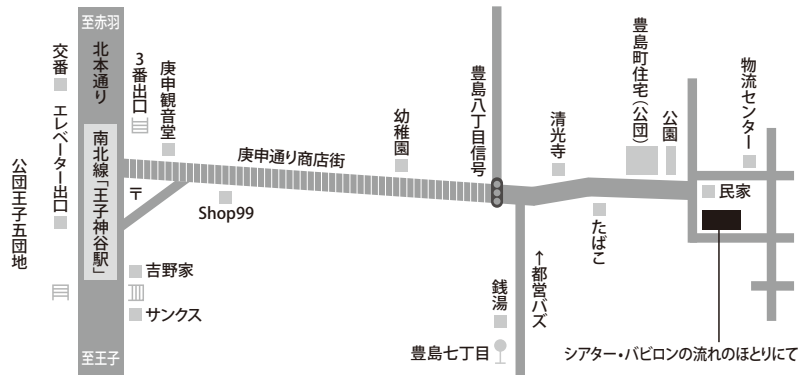 至赤羽
北本通り
交番
エレベーター出口
公団王子五団地
3番出口
庚申観音堂
南北線「王子神谷駅」
〒
庚申通り商店街
Shop99
幼稚園
豊島八丁目信号
清光寺
豊島町住宅（公団）
公園
物流センター
民家
たばこ
吉野家
サンクス
←都営バズ
銭湯
豊島七丁目
至王子
シアター・バビロンの流れのほとりにて